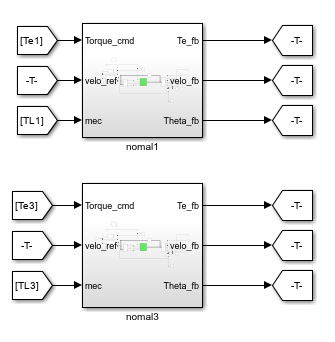 [Te1] Torque_cmd Te_fb -T-
-T- velo_ref velo_fb -T-
[TL1] mec Theta_fb -T-
nomal1
[Te3] Torque_cmd Te_fb -T-
-T- velo_ref velo_fb -T-
[TL3] mec Theta_fb -T-
nomal3